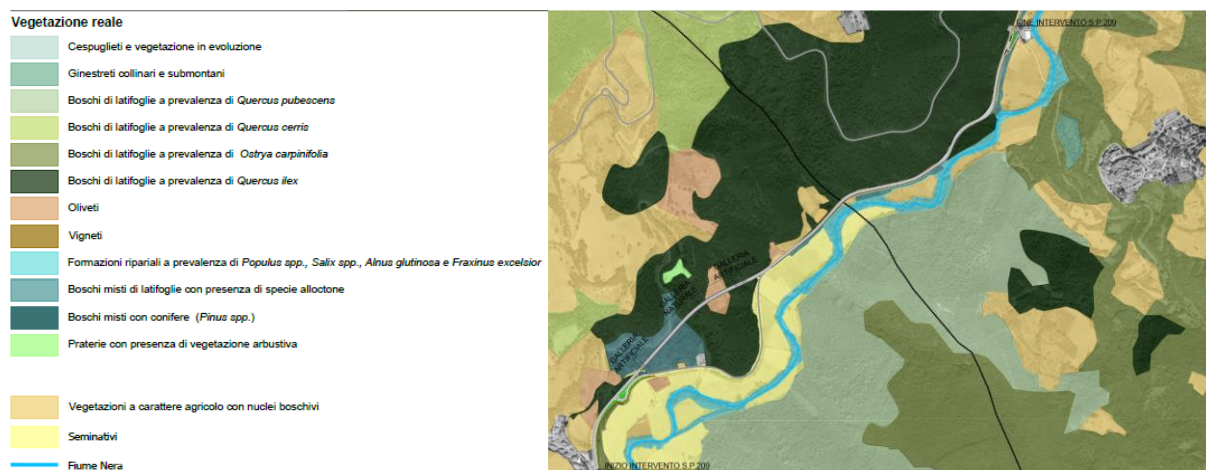 Vegetazione reale
Cespuglieti e vegetazione in evoluzione
Ginestreti collinari e submontani
Boschi di latifoglie a prevalenza di Quercus pubescens
Boschi di latifoglie a prevalenza di Quercus cerris
Boschi di latifoglie a prevalenza di Ostrya carpinifolia
Boschi di latifoglie a prevalenza di Quercus ilex
Oliveti
Vigneti
Formazioni ripariali a prevalenza di Populus spp., Salix spp., Alnus glutinosa e Fraxinus excelsior
Boschi misti di latifoglie con presenza di specie alloctone
Boschi misti con conifere (Pinus spp.)
Praterie con presenza di vegetazione arbustiva
Vegetazioni a carattere agricolo con nuclei boschivi
Seminativi
Fiume Nera
FINE INTERVENTO S.P.209
GALLERIA
ARTIFICIALE
GALLERIA
NATURALE
GALLERIA
ARTIFICIALE
INIZIO INTERVENTO S.P.209